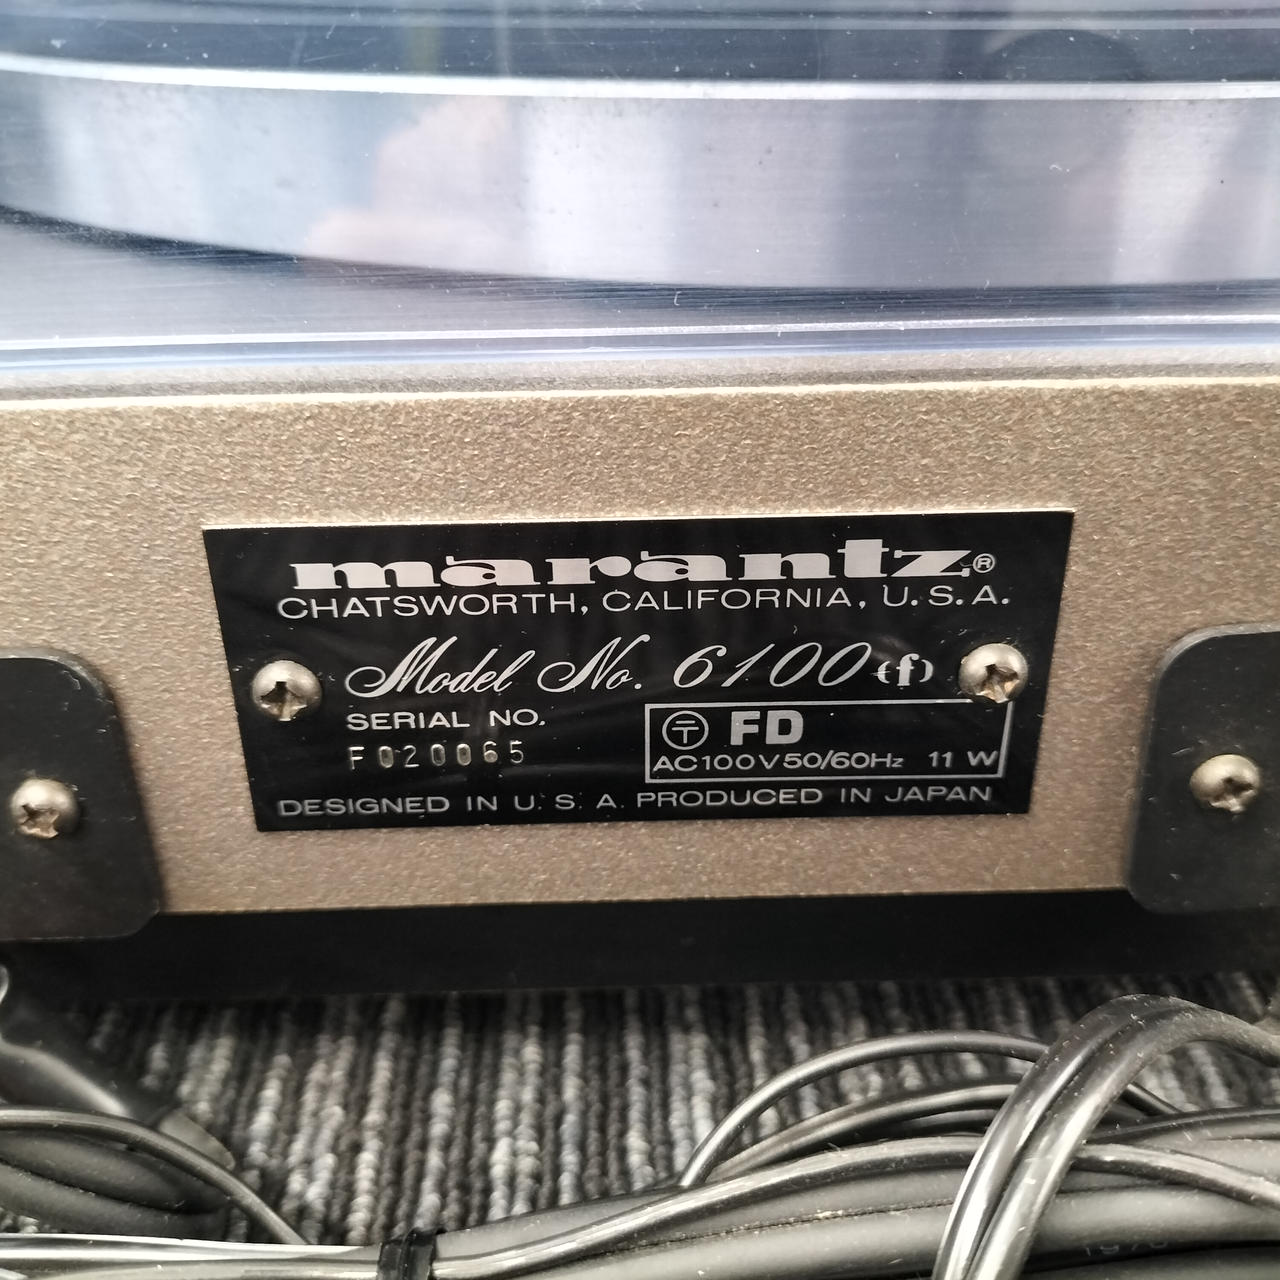 marantz®
CHATSWORTH, CALIFORNIA, U.S.A.
Model No. 6100 (f)
SERIAL NO.
F020065
〒 FD
AC100V50/60Hz 11 W
DESIGNED IN U.S.A. PRODUCED IN JAPAN